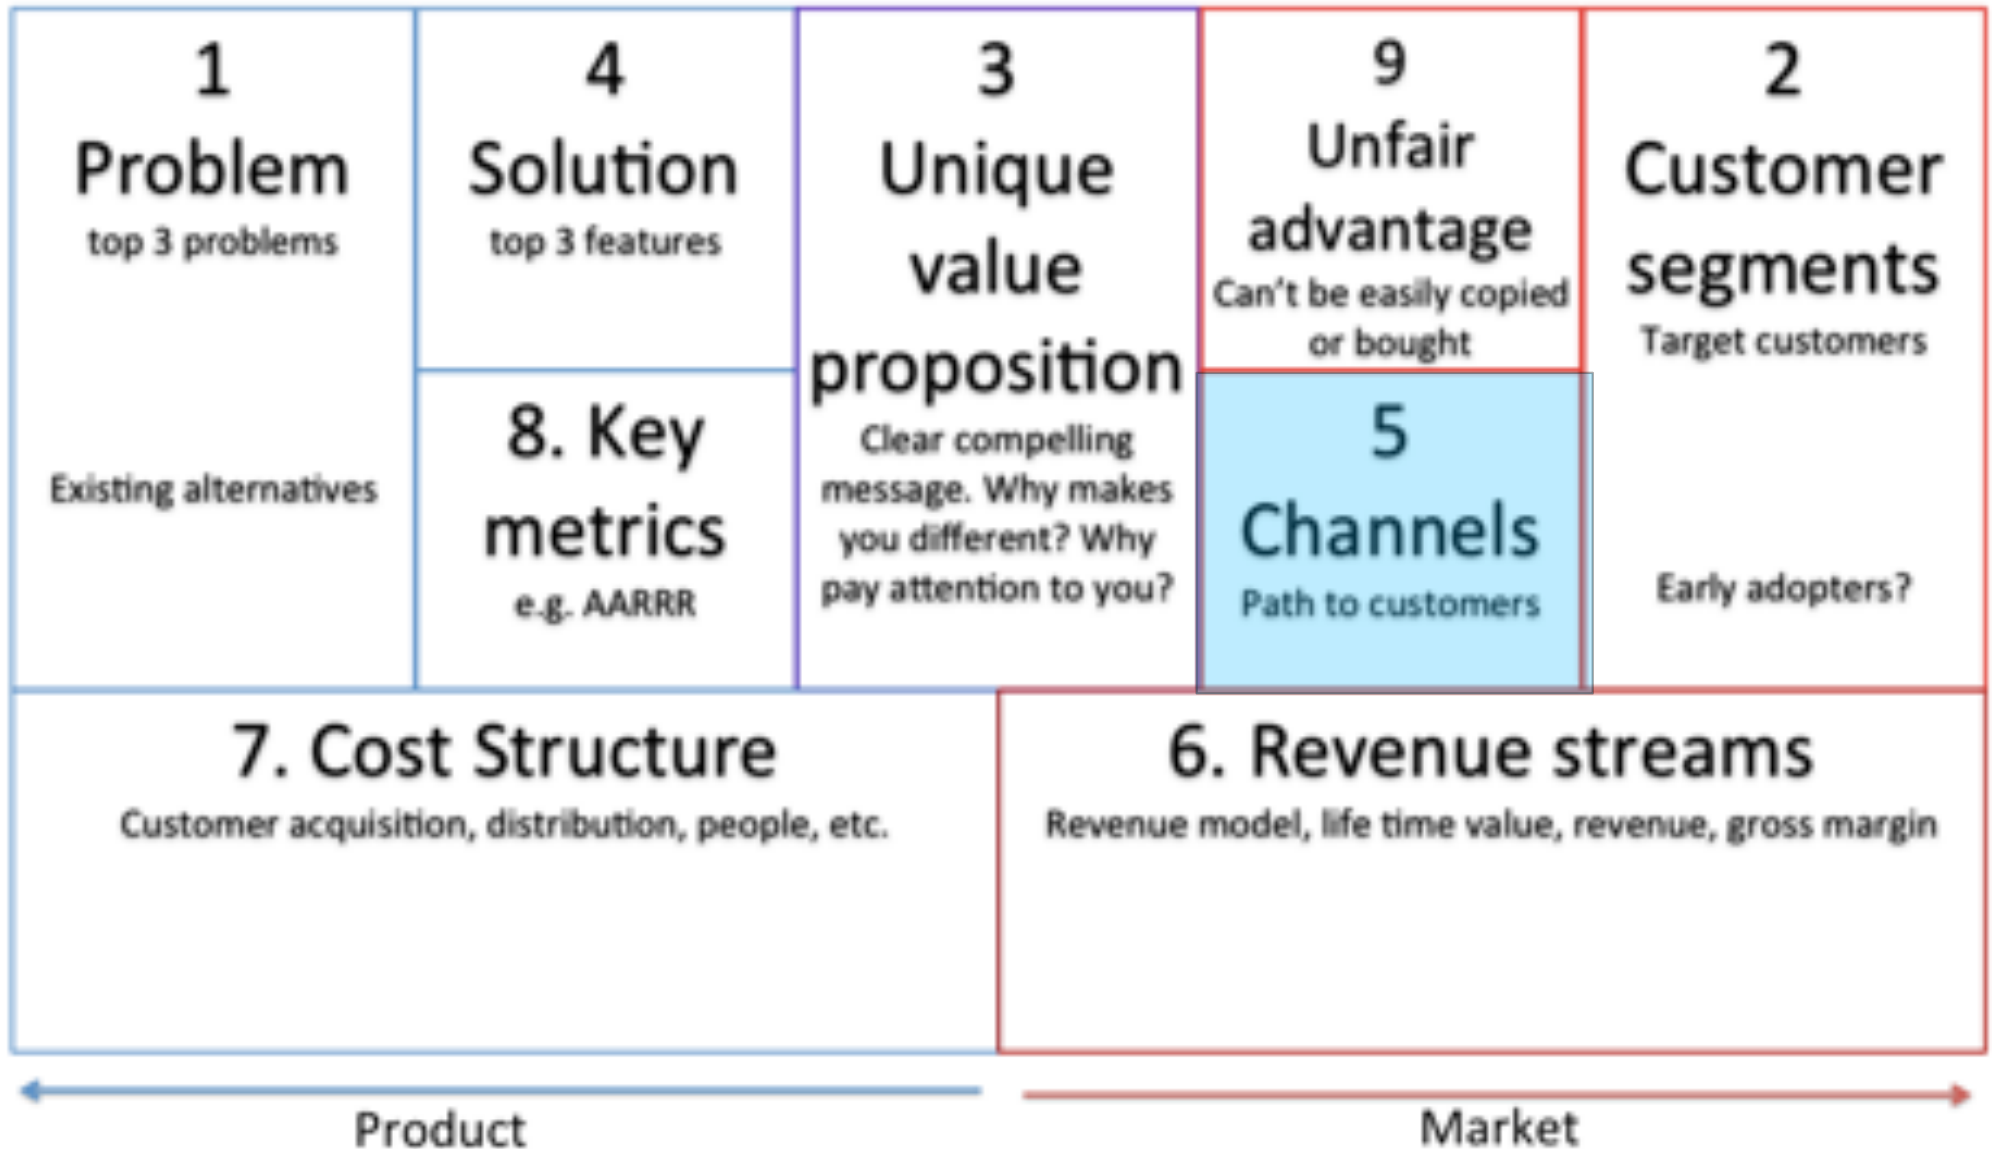 1
Problem
top 3 problems
Existing alternatives
4
Solution
top 3 features
8. Key
metrics
e.g. AARRR
3
Unique
value
proposition
Clear compelling
message. Why makes
you different? Why
pay attention to you?
9
Unfair
advantage
Can't be easily copied
or bought
5
Channels
Path to customers
2
Customer
segments
Target customers
Early adopters?
7. Cost Structure
Customer acquisition, distribution, people, etc.
6. Revenue streams
Revenue model, life time value, revenue, gross margin
Product
Market